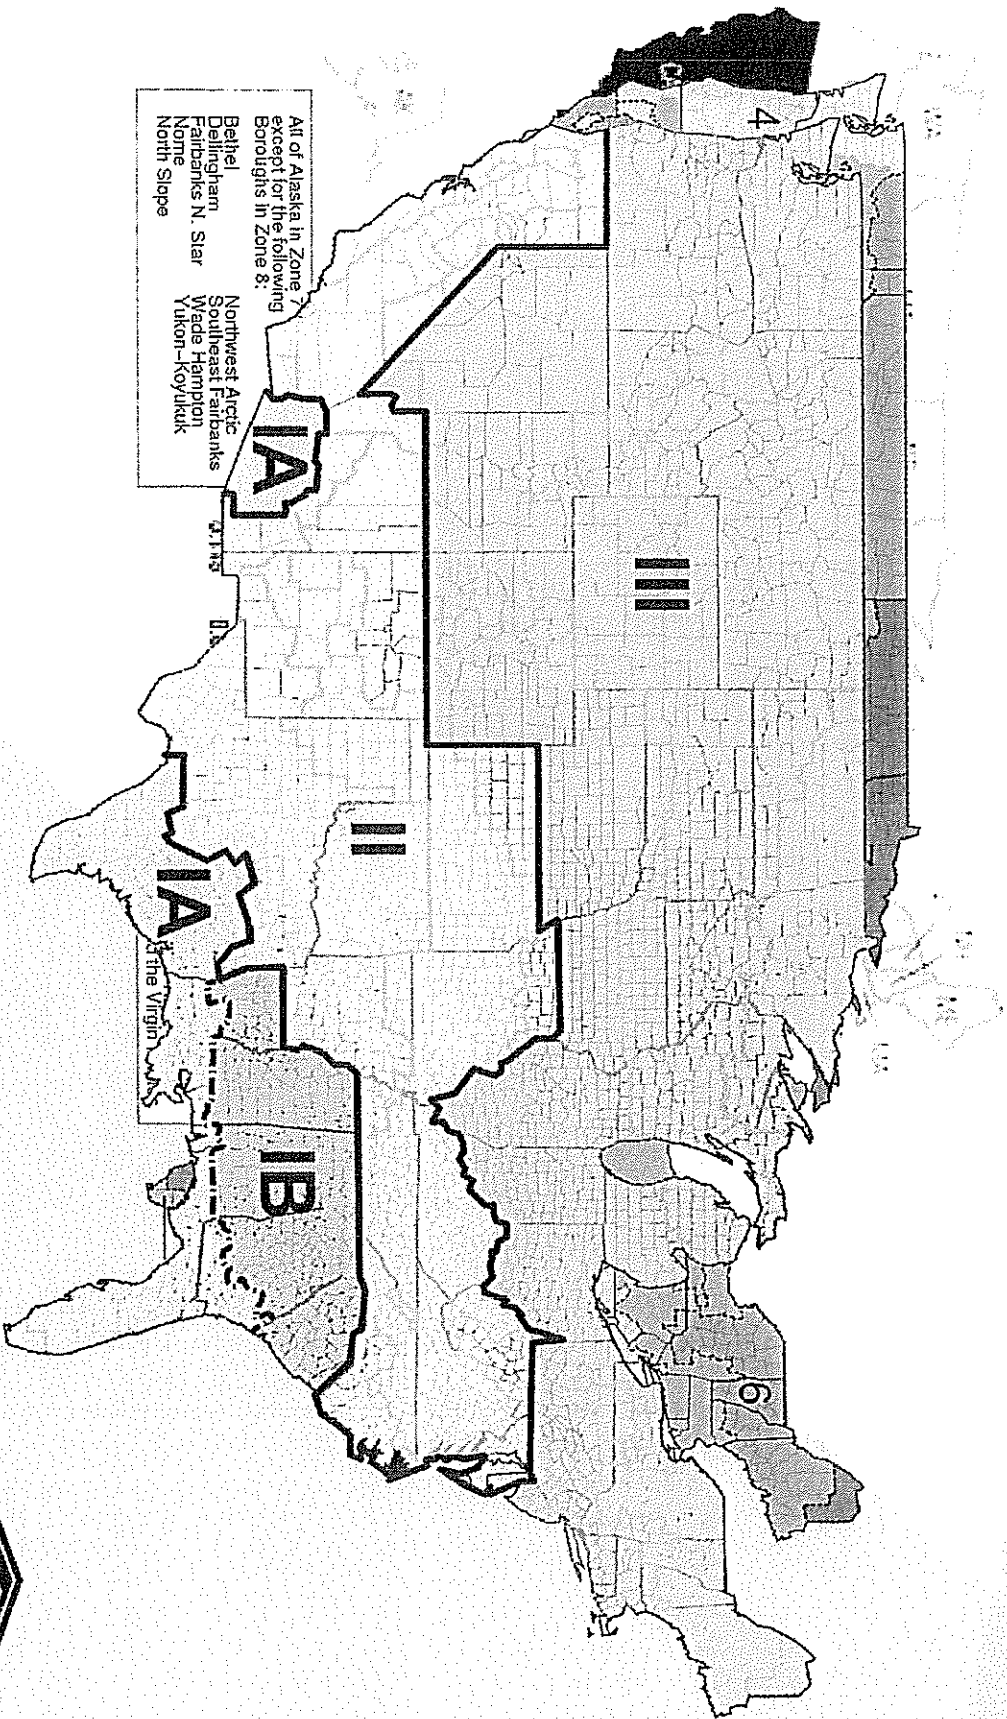 4
III
6
II
IA
IA
IB
All of Alaska in Zone 7
except for the following
Boroughs in Zone 8:
Bethel
Dellingham
Fairbanks N. Star
Nome
North Slope
Northwest Arctic
Southeast Fairbanks
Wade Hampton
Yukon-Koyukuk
the Virgin